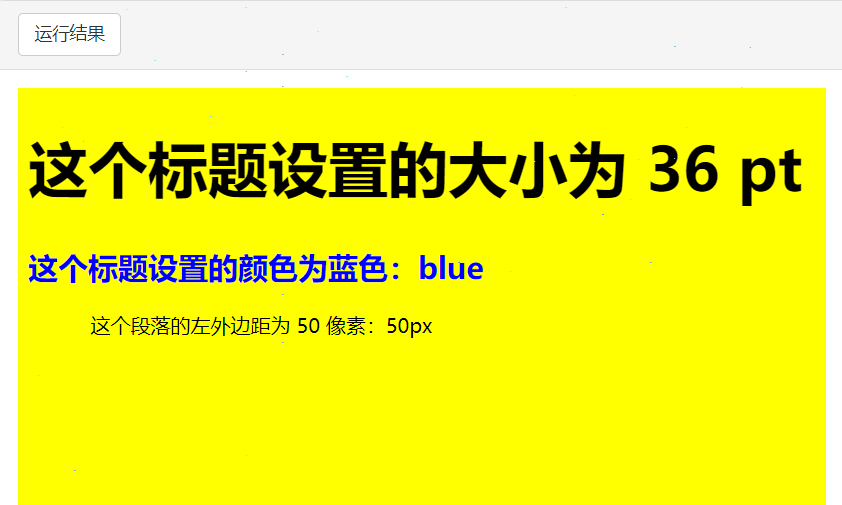 运行结果
这个标题设置的大小为 36 pt
这个标题设置的颜色为蓝色：blue
这个段落的左外边距为 50 像素：50px